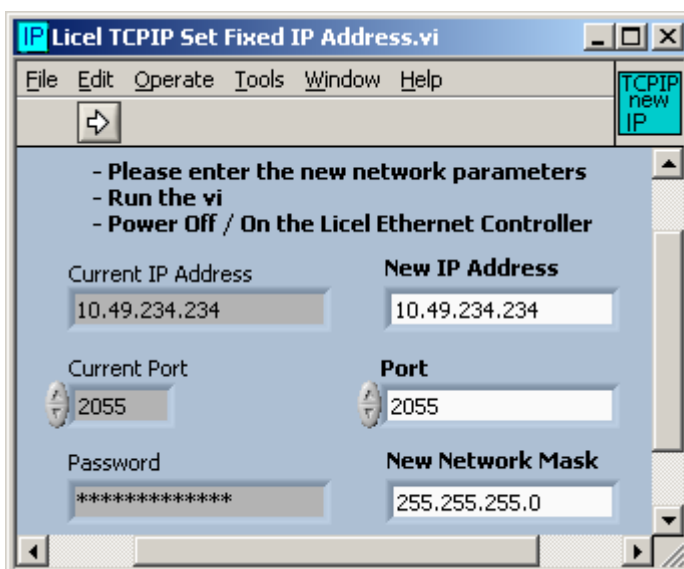 IP Licel TCPIP Set Fixed IP Address.vi
File Edit Operate Tools Window Help
TCPIP
new
IP
- Please enter the new network parameters
- Run the vi
- Power Off / On the Licel Ethernet Controller
Current IP Address New IP Address
10.49.234.234 10.49.234.234
Current Port Port
2055 2055
Password New Network Mask
************* 255.255.255.0